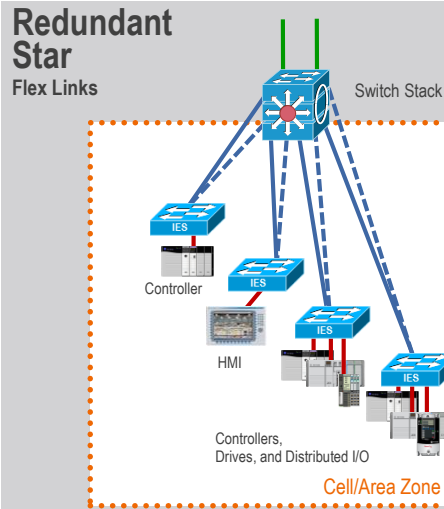 Redundant
Star
Flex Links
Switch Stack
IES
Controller
IES
HMI
IES
IES
Controllers,
Drives, and Distributed I/O
Cell/Area Zone